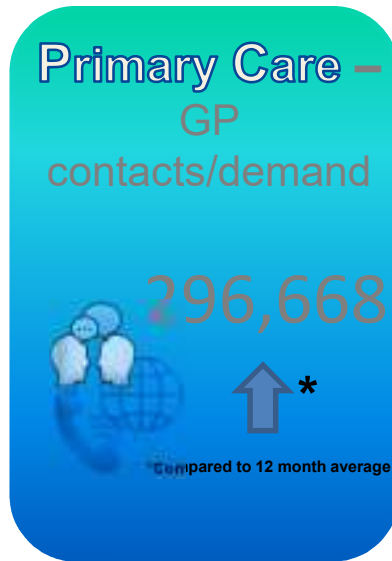 Primary Care –
GP
contacts/demand
296,668
*
*Compared to 12 month average